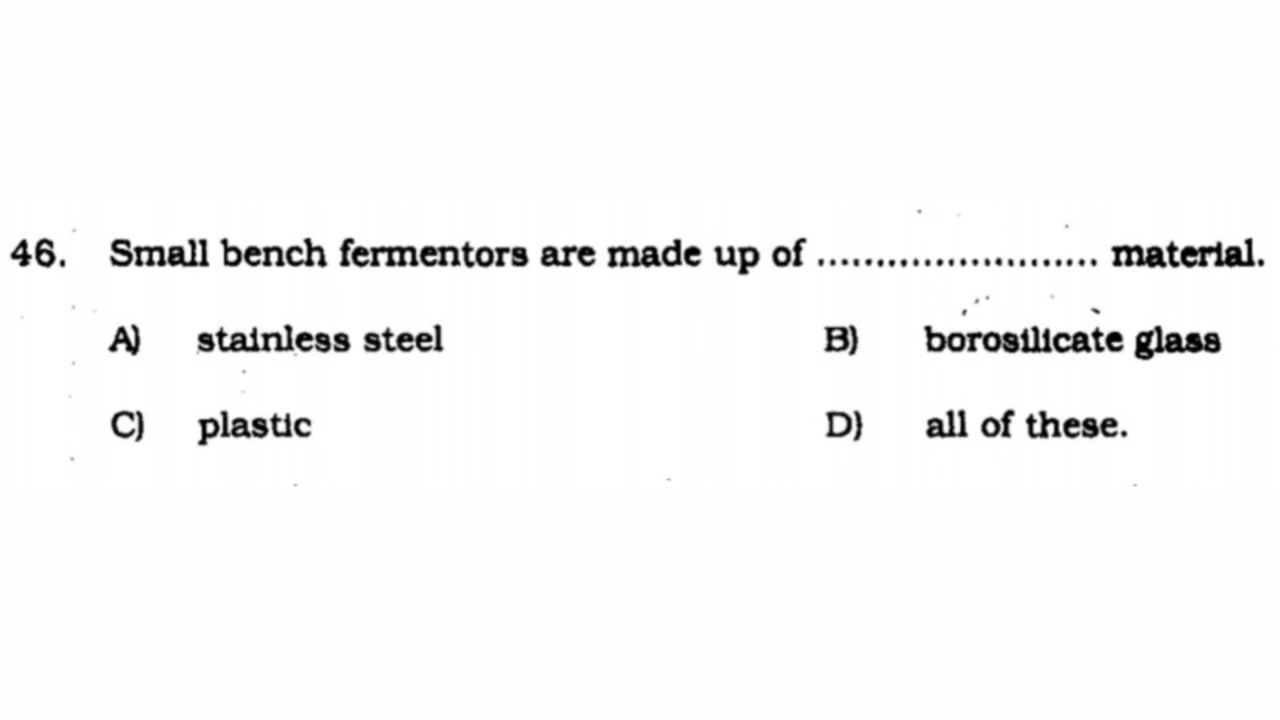 46. Small bench fermentors are made up of ........................ material.
A) stainless steel B) borosilicate glass
C) plastic D) all of these.